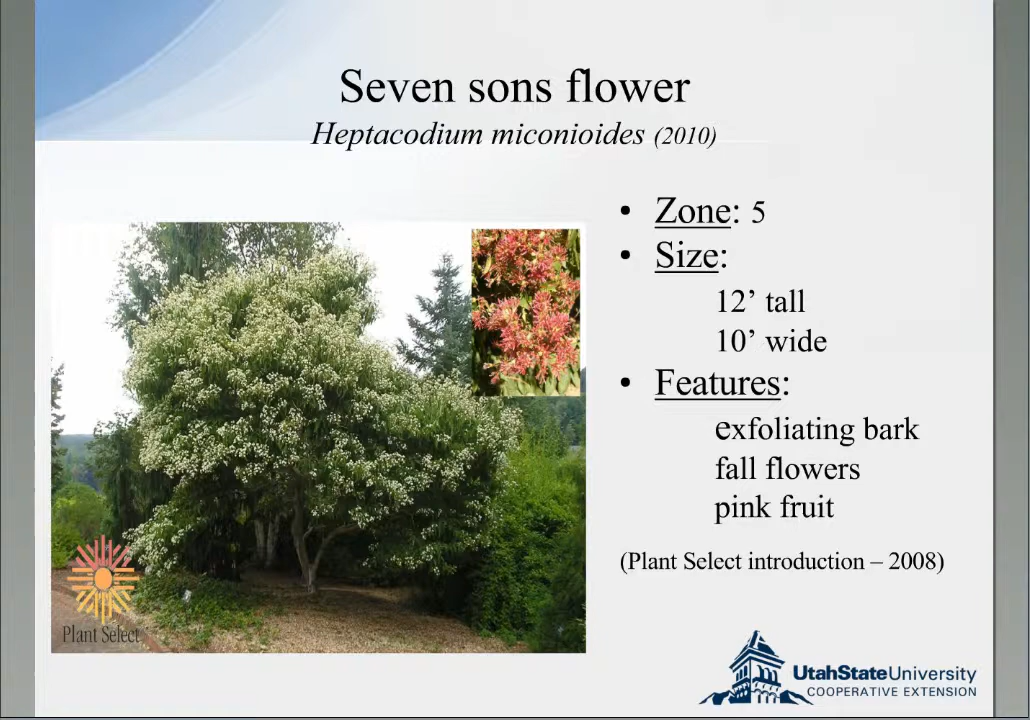 Seven sons flower
Heptacodium miconioides (2010)
• Zone: 5
• Size:
12’ tall
10’ wide
• Features:
exfoliating bark
fall flowers
pink fruit
(Plant Select introduction – 2008)
Plant Select
UtahStateUniversity
COOPERATIVE EXTENSION